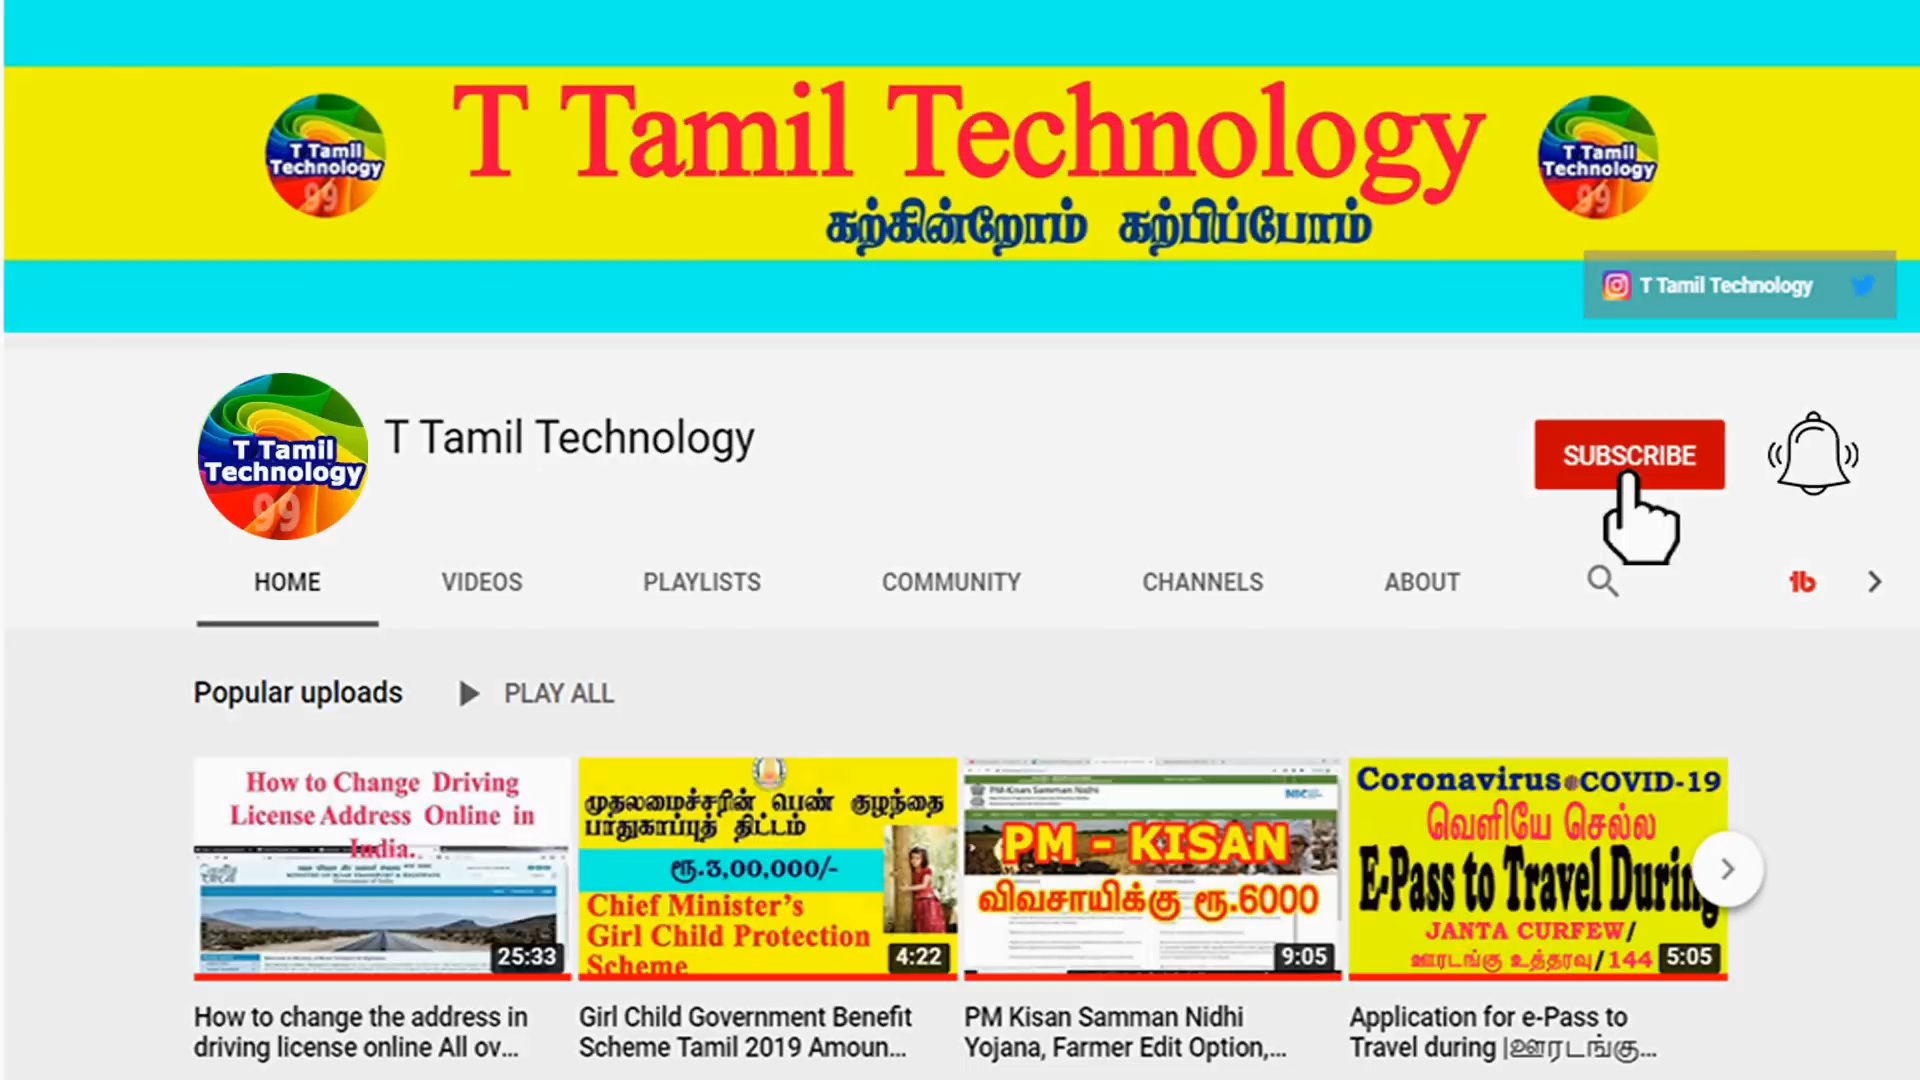 T Tamil Technology
கற்கின்றோம் கற்பிப்போம்
T Tamil
Technology
99
T Tamil
Technology
99
T Tamil Technology
T Tamil
Technology
99
T Tamil Technology
SUBSCRIBE
HOME VIDEOS PLAYLISTS COMMUNITY CHANNELS ABOUT
Popular uploads PLAY ALL
How to Change Driving
License Address Online in
India.
25:33
முதலமைச்சரின் பெண் குழந்தை
பாதுகாப்புத் திட்டம்
ரூ.3,00,000/-
Chief Minister's
Girl Child Protection
Scheme
4:22
PM-Kisan Samman Nidhi
NIC
PM - KISAN
விவசாயிக்கு ரூ.6000
9:05
Coronavirus COVID-19
வெளியே செல்ல
E-Pass to Travel During
JANTA CURFEW/
ஊரடங்கு உத்தரவு/144
5:05
How to change the address in
driving license online All ov...
Girl Child Government Benefit
Scheme Tamil 2019 Amoun...
PM Kisan Samman Nidhi
Yojana, Farmer Edit Option,...
Application for e-Pass to
Travel during |ஊரடங்கு...